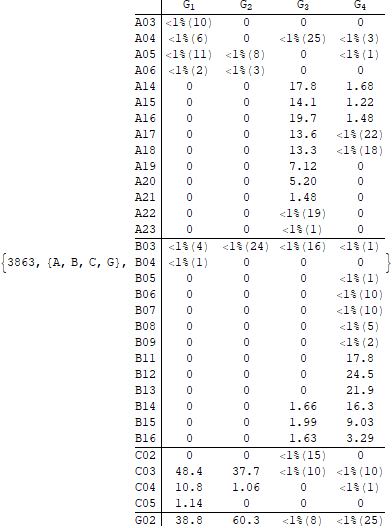 G1 G2 G3 G4
A03 <1%(10) 0 0 0
A04 <1%(6) 0 <1%(25) <1%(3)
A05 <1%(11) <1%(8) 0 <1%(1)
A06 <1%(2) <1%(3) 0 0
A14 0 0 17.8 1.68
A15 0 0 14.1 1.22
A16 0 0 19.7 1.48
A17 0 0 13.6 <1%(22)
A18 0 0 13.3 <1%(18)
A19 0 0 7.12 0
A20 0 0 5.20 0
A21 0 0 1.48 0
A22 0 0 <1%(19) 0
A23 0 0 <1%(1) 0
B03 <1%(4) <1%(24) <1%(16) <1%(1)
{3863, {A, B, C, G}, B04 <1%(1) 0 0 0 }
B05 0 0 0 <1%(1)
B06 0 0 0 <1%(10)
B07 0 0 0 <1%(10)
B08 0 0 0 <1%(5)
B09 0 0 0 <1%(2)
B11 0 0 0 17.8
B12 0 0 0 24.5
B13 0 0 0 21.9
B14 0 0 1.66 16.3
B15 0 0 1.99 9.03
B16 0 0 1.63 3.29
C02 0 0 <1%(15) 0
C03 48.4 37.7 <1%(10) <1%(10)
C04 10.8 1.06 0 <1%(1)
C05 1.14 0 0 0
G02 38.8 60.3 <1%(8) <1%(25)